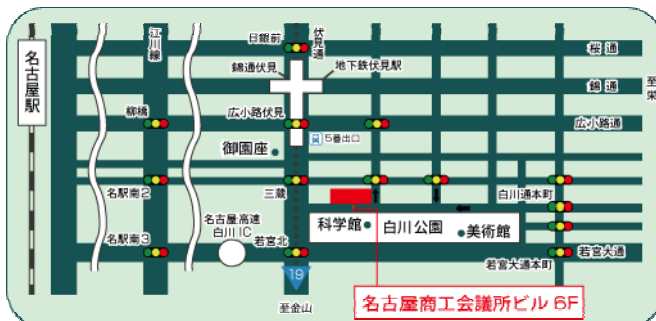 日銀前
伏見通
江川線
桜通
名古屋駅
錦通伏見
地下鉄伏見駅
錦通
至栄
柳橋
広小路伏見
広小路通
5番出口
御園座
名駅南2
三蔵
白川通本町
名古屋高速
白川IC
科学館
白川公園
美術館
名駅南3
若宮北
若宮大通
若宮大通本町
19
至金山
名古屋商工会議所ビル 6F